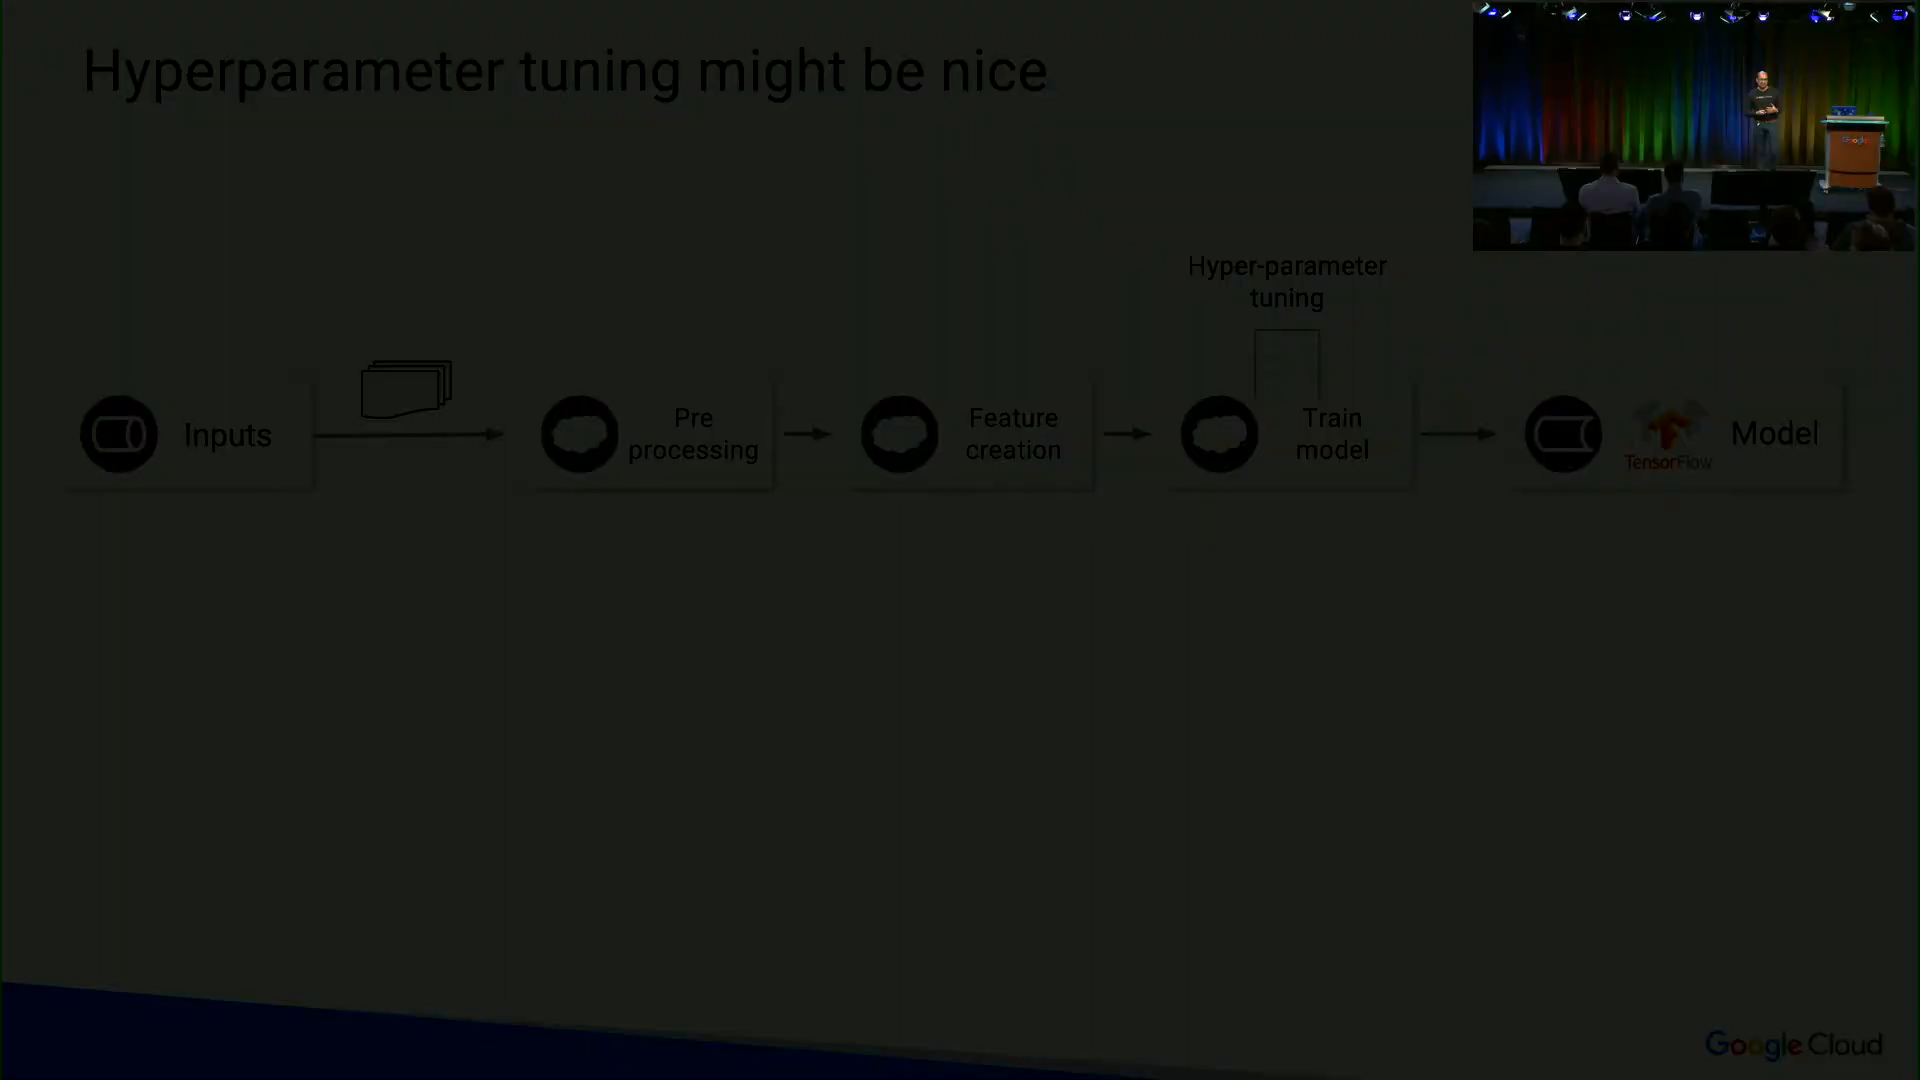 Hyperparameter tuning might be nice
Google
Hyper-parameter
tuning
Inputs
Pre
processing
Feature
creation
Train
model
TensorFlow
Model
Google Cloud